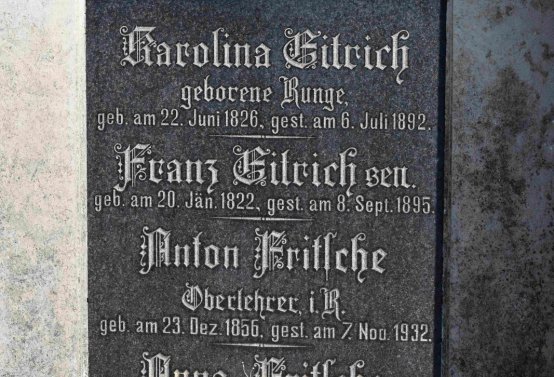 Karolina Eitrich
geborene Runge,
geb. am 22. Juni 1826, gest. am 6. Juli 1892.
Franz Eitrich sen.
geb. am 20. Jän. 1822, gest. am 8. Sept. 1895.
Anton Fritsche
Oberlehrer, i. R.
geb. am 23. Dez. 1856, gest. am 7. Nov. 1932.
Anna Fritsche